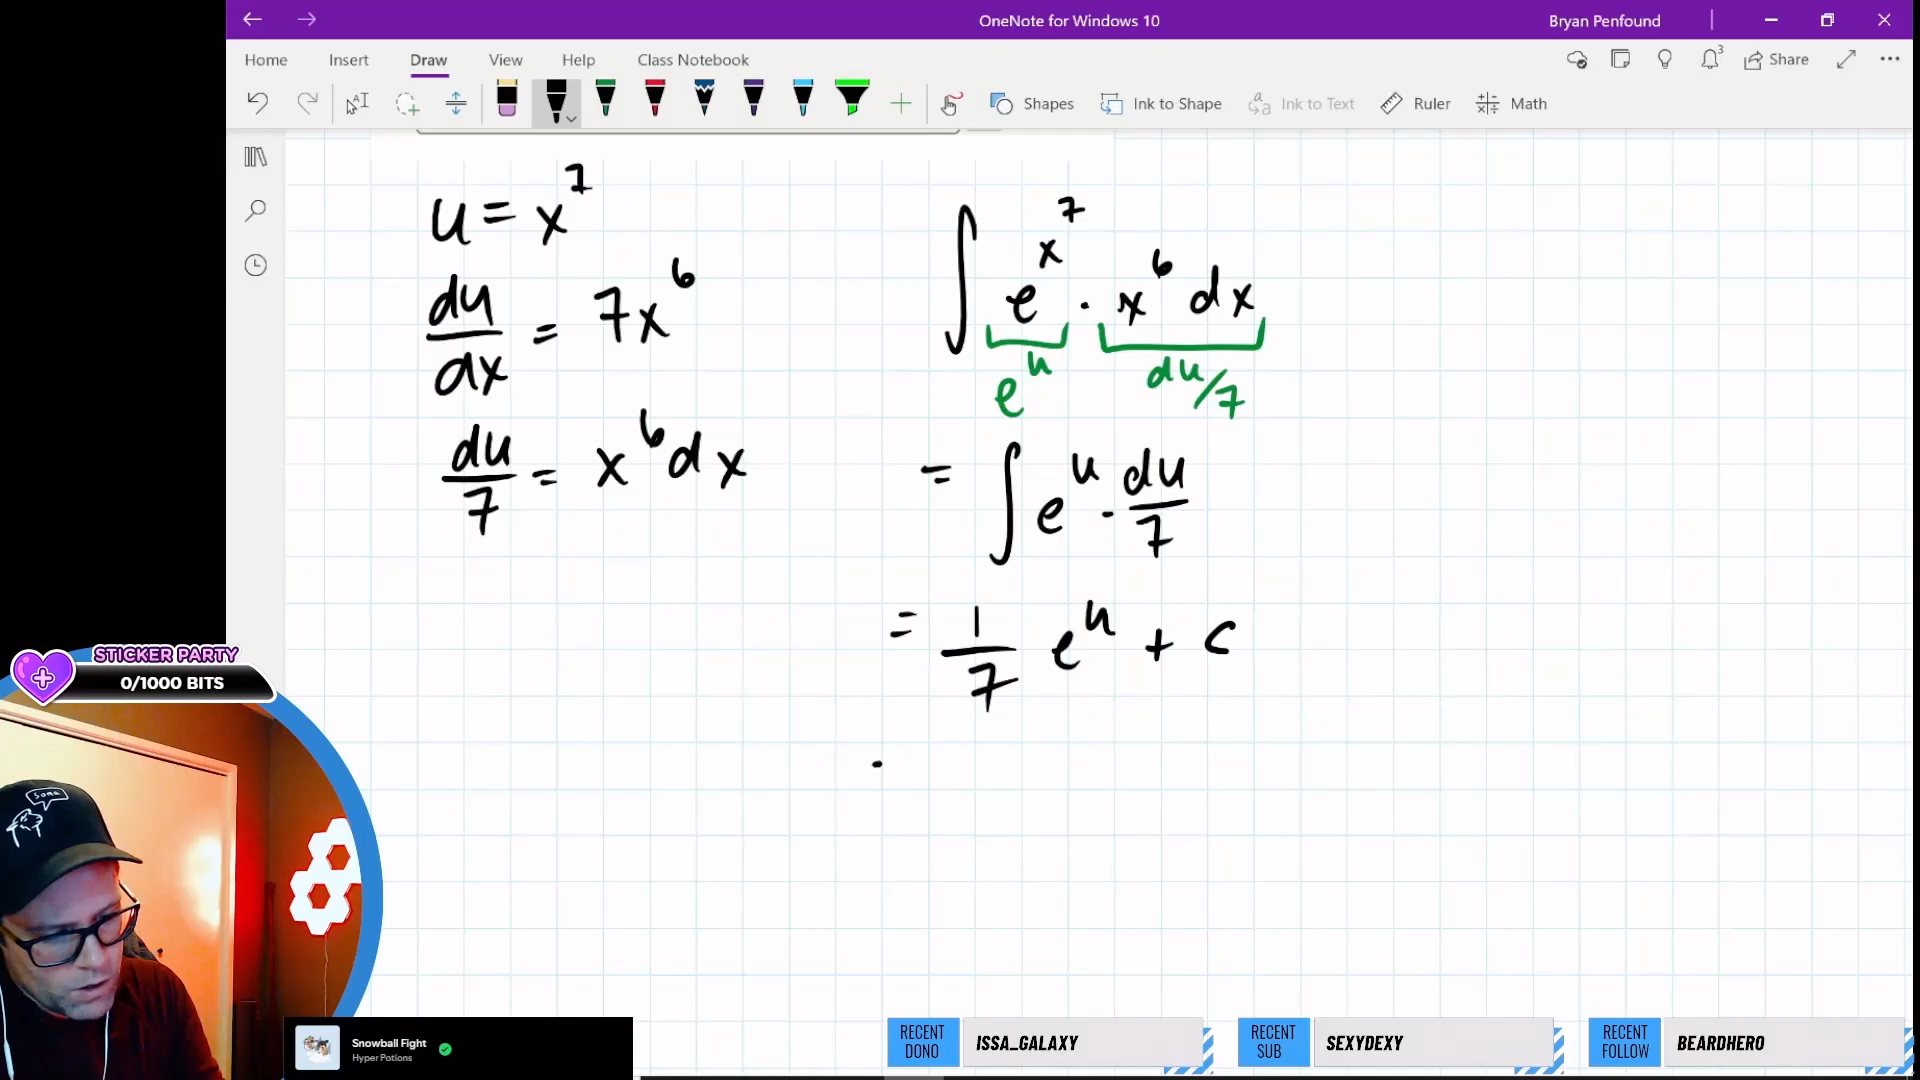 OneNote for Windows 10
Bryan Penfound
Home Insert Draw View Help Class Notebook
3 Share
Shapes Ink to Shape Ink to Text Ruler Math
u = x^7
du/dx = 7x^6
du/7 = x^6 dx
∫ e^x^7 · x^6 dx
e^u du/7
= ∫ e^u · du/7
= 1/7 e^u + c
STICKER PARTY
0/1000 BITS
soma
Snowball Fight
Hyper Potions
RECENT DONO ISSA_GALAXY
RECENT SUB SEXYDEXY
RECENT FOLLOW BEARDHERO